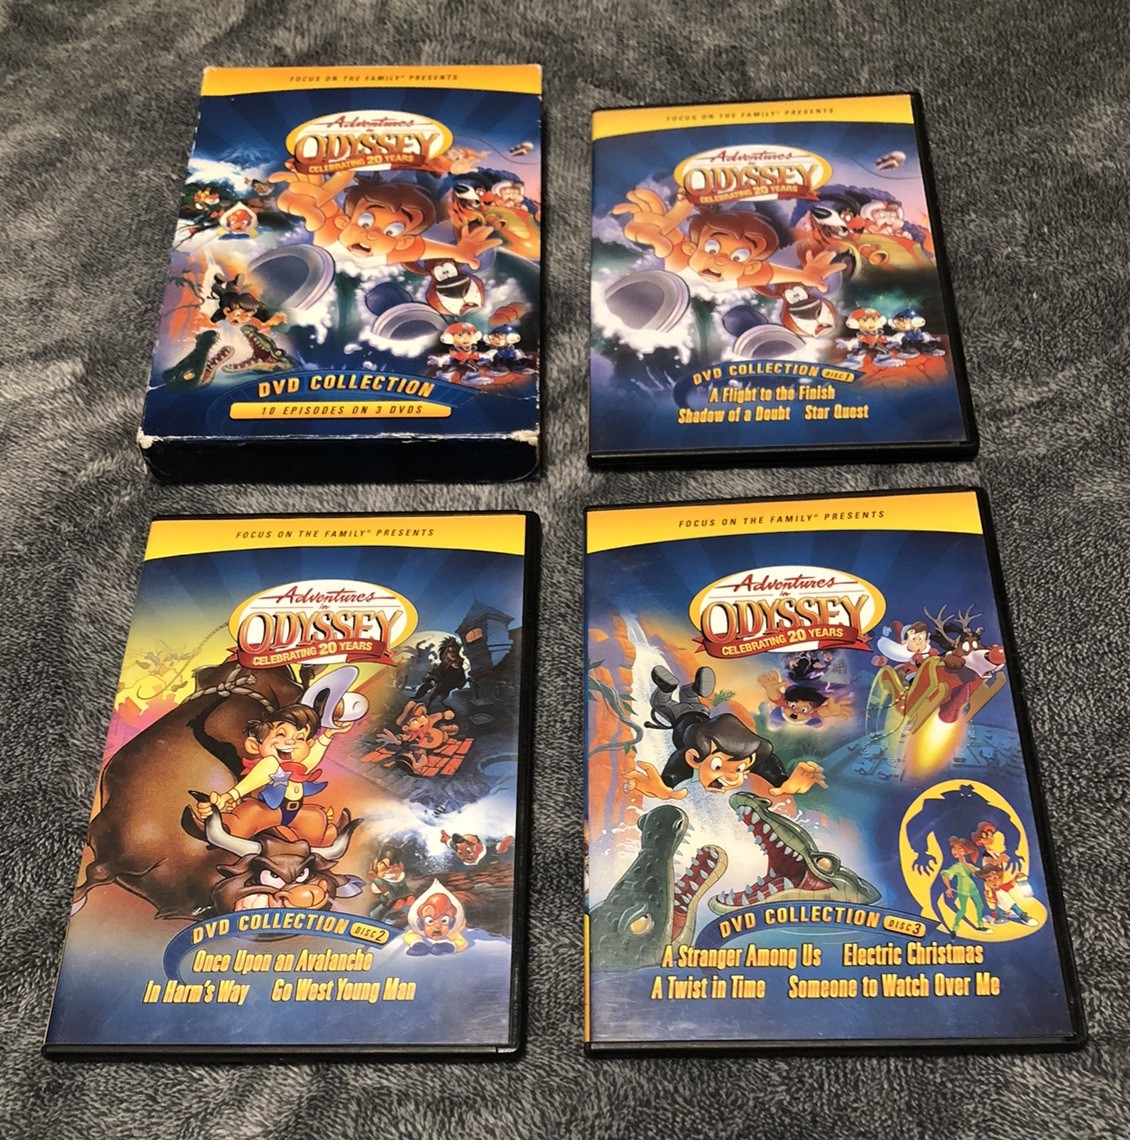 FOCUS ON THE FAMILY® PRESENTS
Adventures
in
ODYSSEY
CELEBRATING 20 YEARS
DVD COLLECTION
10 EPISODES ON 3 DVDS
FOCUS ON THE FAMILY® PRESENTS
Adventures
in
ODYSSEY
CELEBRATING 20 YEARS
DVD COLLECTION DISC 1
A Flight to the Finish
Shadow of a Doubt Star Quest
FOCUS ON THE FAMILY® PRESENTS
Adventures
in
ODYSSEY
CELEBRATING 20 YEARS
DVD COLLECTION DISC 2
Once Upon an Avalanche
In Harm's Way Go West Young Man
FOCUS ON THE FAMILY® PRESENTS
Adventures
in
ODYSSEY
CELEBRATING 20 YEARS
DVD COLLECTION DISC 3
A Stranger Among Us Electric Christmas
A Twist in Time Someone to Watch Over Me